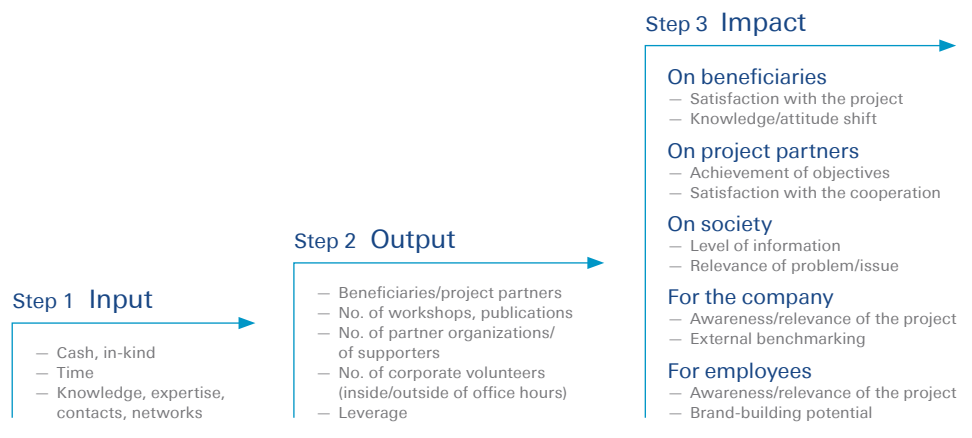 Step 1 Input
— Cash, in-kind
— Time
— Knowledge, expertise,
contacts, networks
Step 2 Output
— Beneficiaries/project partners
— No. of workshops, publications
— No. of partner organizations/
of supporters
— No. of corporate volunteers
(inside/outside of office hours)
— Leverage
Step 3 Impact
On beneficiaries
— Satisfaction with the project
— Knowledge/attitude shift
On project partners
— Achievement of objectives
— Satisfaction with the cooperation
On society
— Level of information
— Relevance of problem/issue
For the company
— Awareness/relevance of the project
— External benchmarking
For employees
— Awareness/relevance of the project
— Brand-building potential